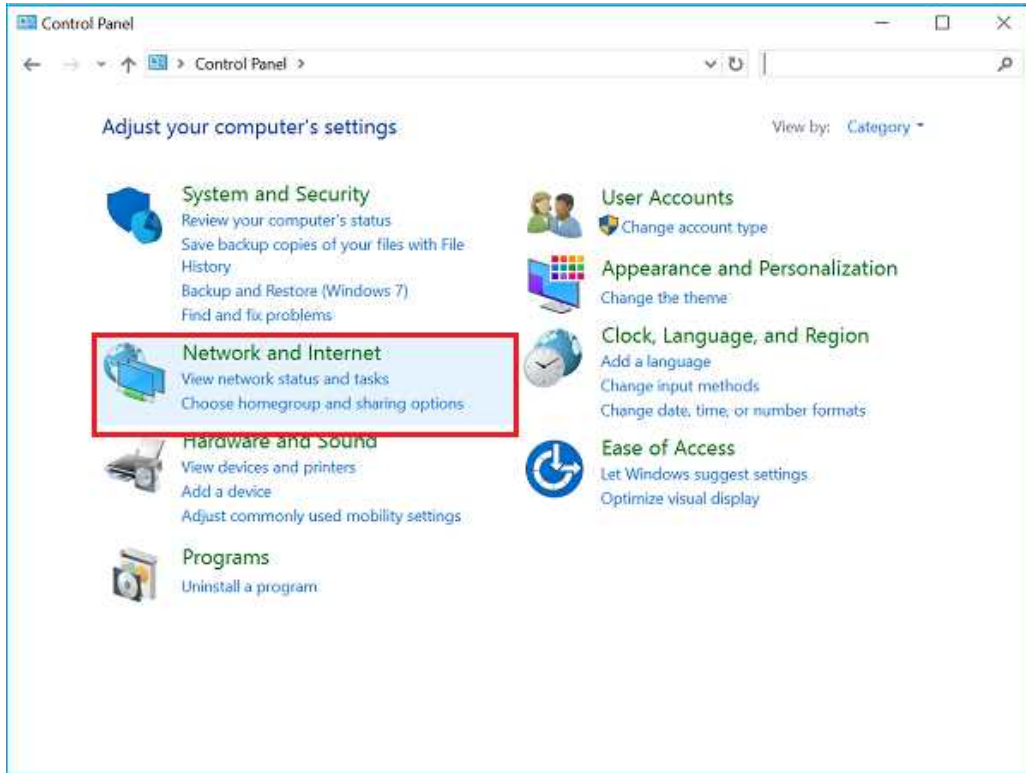 Control Panel
Control Panel
Adjust your computer's settings
View by: Category
System and Security
Review your computer's status
Save backup copies of your files with File
History
Backup and Restore (Windows 7)
Find and fix problems
Network and Internet
View network status and tasks
Choose homegroup and sharing options
Hardware and Sound
View devices and printers
Add a device
Adjust commonly used mobility settings
Programs
Uninstall a program
User Accounts
Change account type
Appearance and Personalization
Change the theme
Clock, Language, and Region
Add a language
Change input methods
Change date, time, or number formats
Ease of Access
Let Windows suggest settings
Optimize visual display